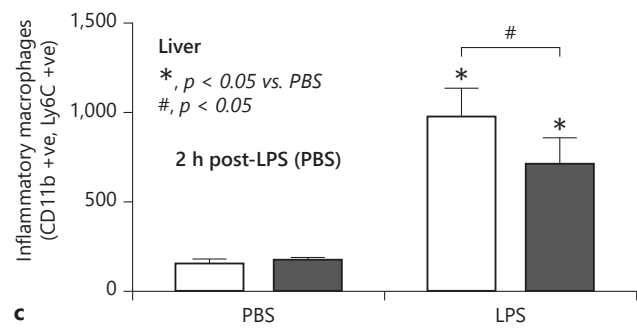 Inflammatory macrophages
(CD11b +ve, Ly6C +ve)
1,500
1,000
500
0
Liver
*, p < 0.05 vs. PBS
#, p < 0.05
2 h post-LPS (PBS)
#
*
*
PBS
LPS
c